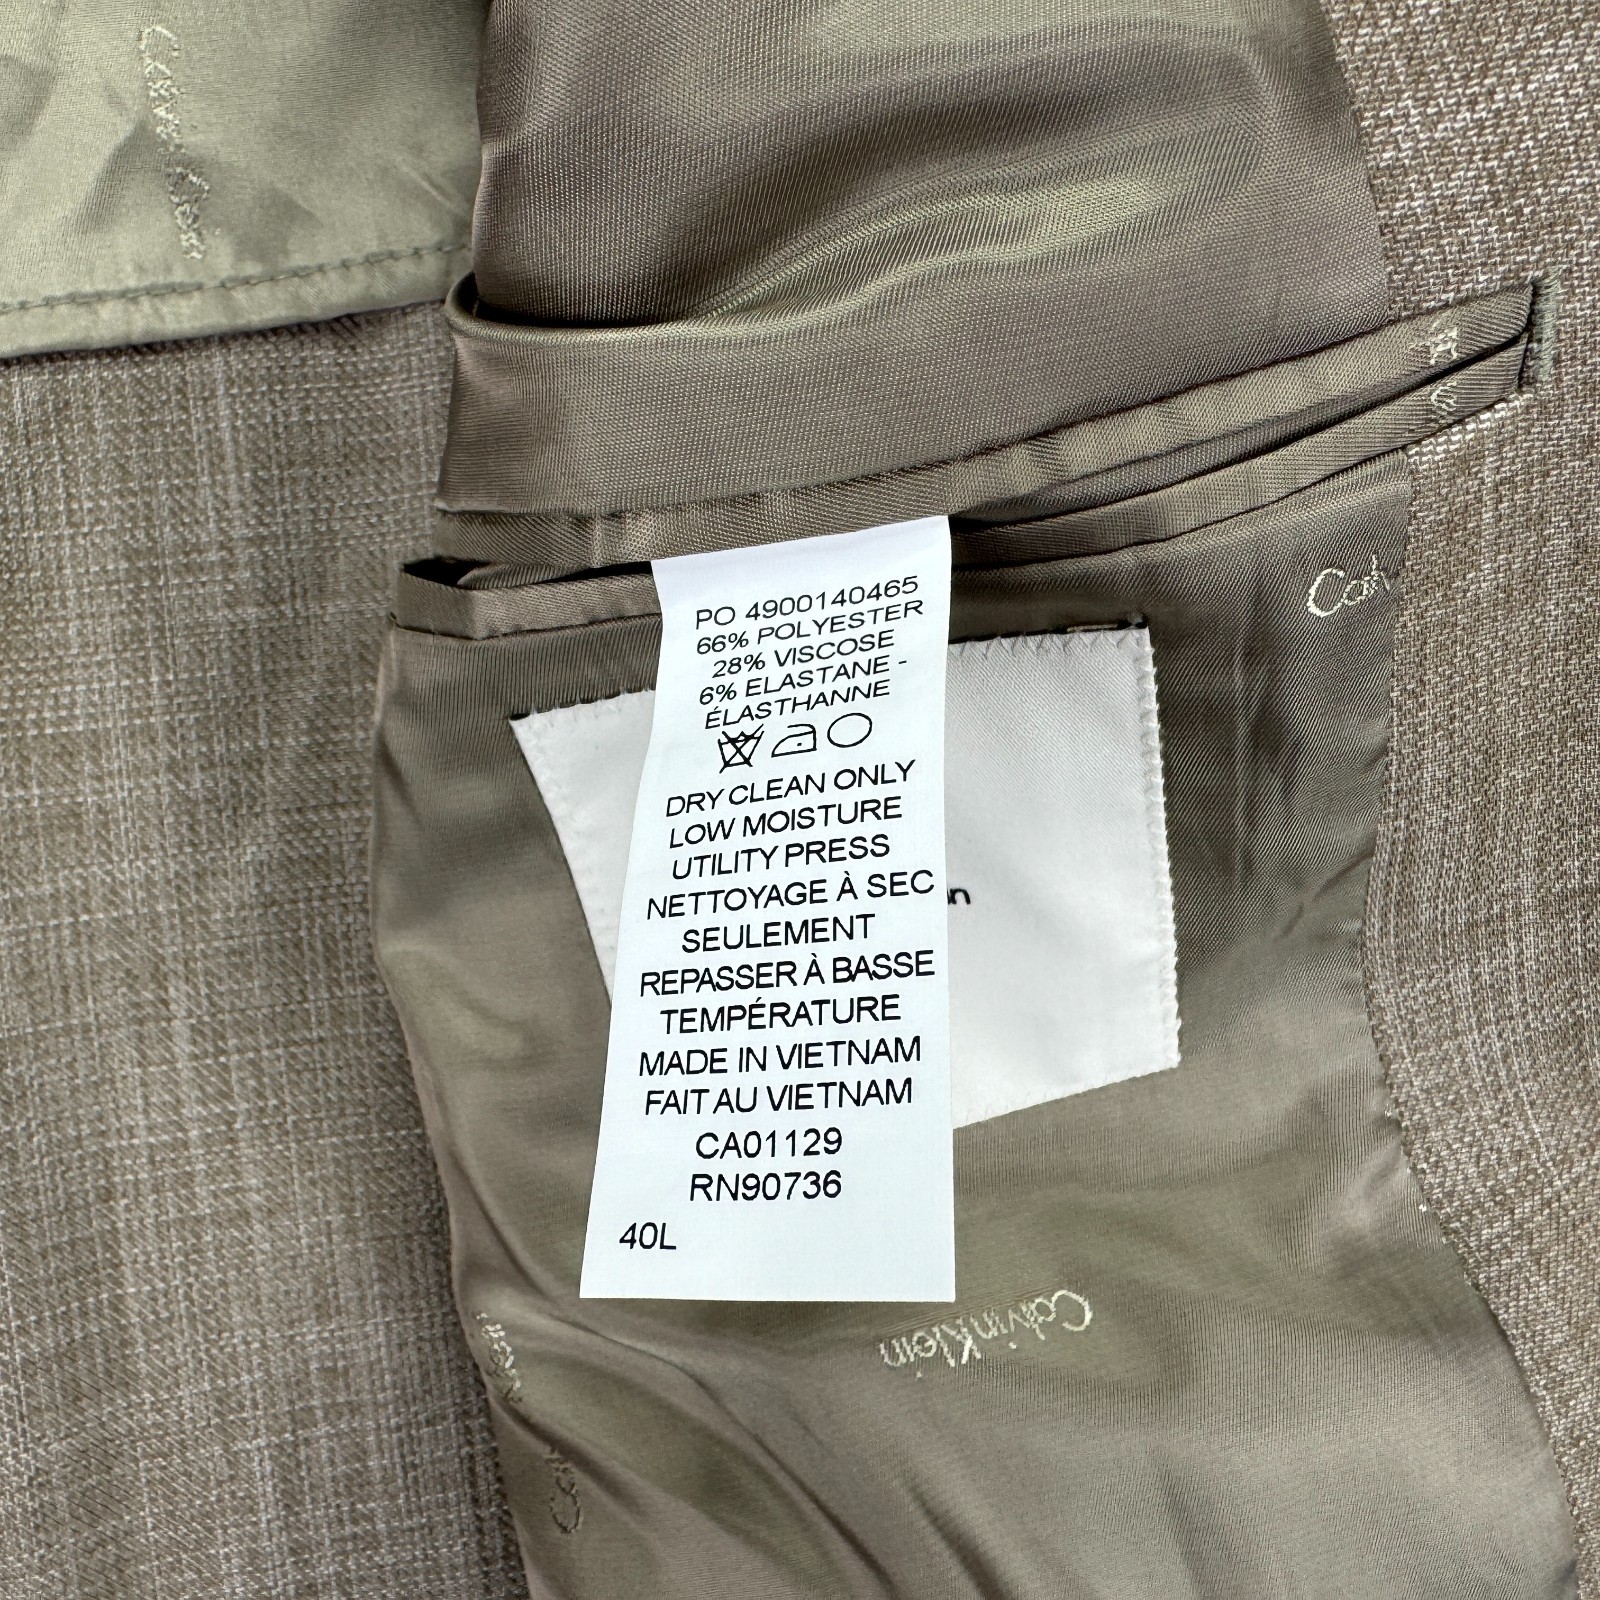 PO 4900140465
66% POLYESTER
28% VISCOSE
6% ELASTANE -
ÉLASTHANNE
DRY CLEAN ONLY
LOW MOISTURE
UTILITY PRESS
NETTOYAGE À SEC
SEULEMENT
REPASSER À BASSE
TEMPÉRATURE
MADE IN VIETNAM
FAIT AU VIETNAM
CA01129
RN90736
40L
Calvin Klein